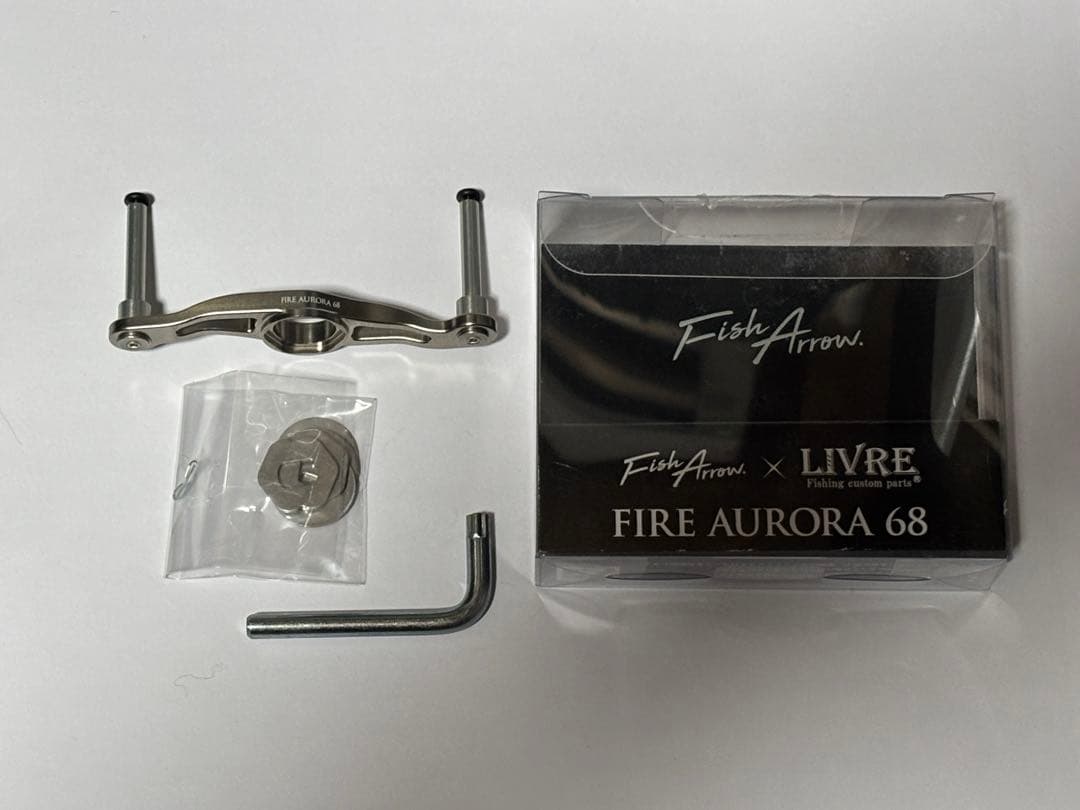 FIRE AURORA 68
Fish Arrow.
Fish Arrow. × LIVRE
Fishing custom parts®
FIRE AURORA 68